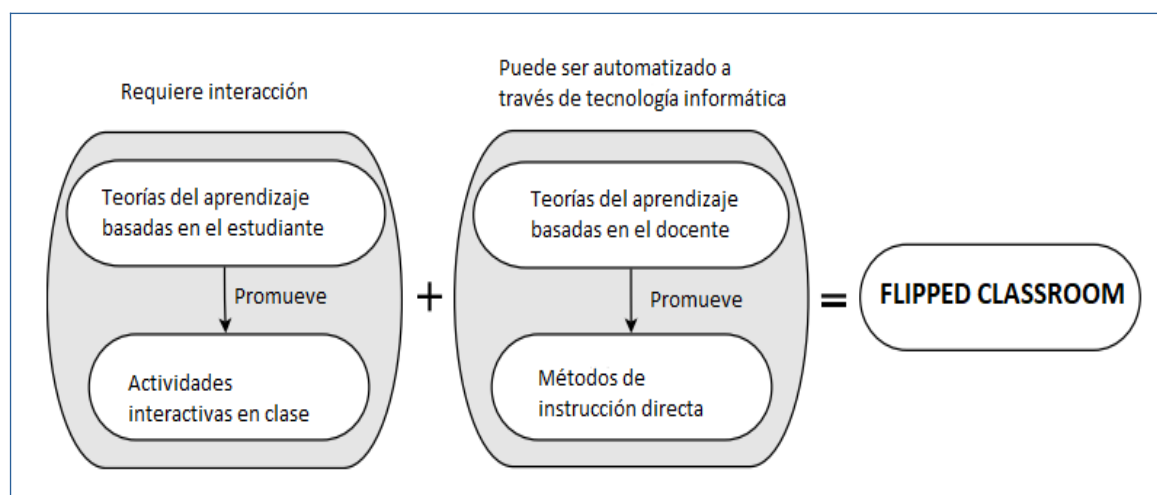 Requiere interacción
Puede ser automatizado a
través de tecnología informática
Teorías del aprendizaje
basadas en el estudiante
Promueve
Actividades
interactivas en clase
+
Teorías del aprendizaje
basadas en el docente
Promueve
Métodos de
instrucción directa
=
FLIPPED CLASSROOM